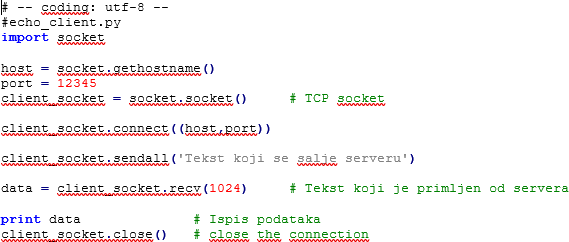 # -- coding: utf-8 --
#echo_client.py
import socket
host = socket.gethostname()
port = 12345
client_socket = socket.socket()     # TCP socket
client_socket.connect((host,port))
client_socket.sendall('Tekst koji se salje serveru')
data = client_socket.recv(1024)     # Tekst koji je primljen od servera
print data              # Ispis podataka
client_socket.close()   # close the connection